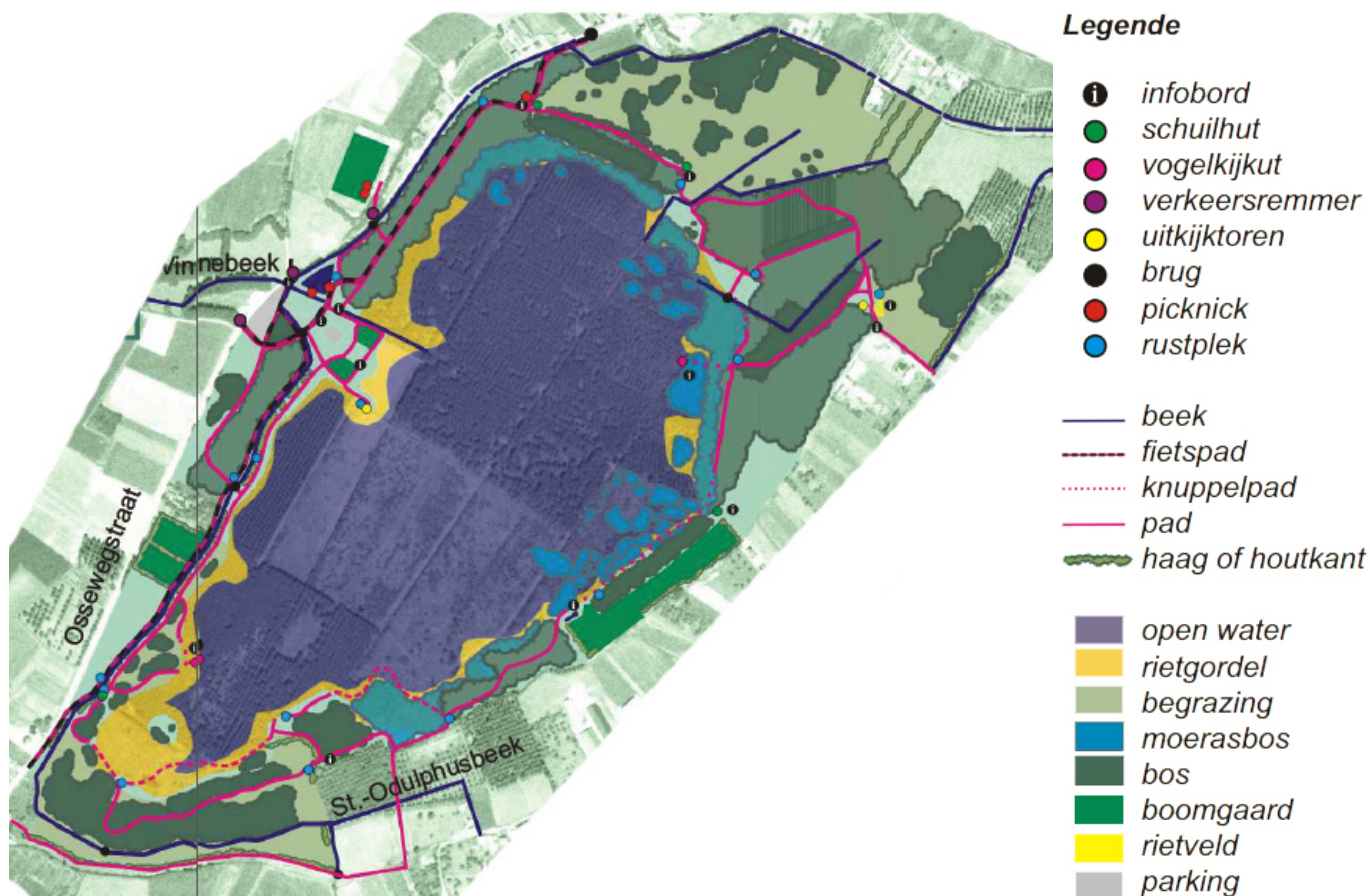 Legende
infobord
schuilhut
vogelkijkut
verkeersremmer
uitkijktoren
brug
picknick
rustplek
beek
fietspad
knuppelpad
pad
haag of houtkant
open water
rietgordel
begrazing
moerasbos
bos
boomgaard
rietveld
parking
Vinnebeek
Ossewegstraat
St.-Odulphusbeek